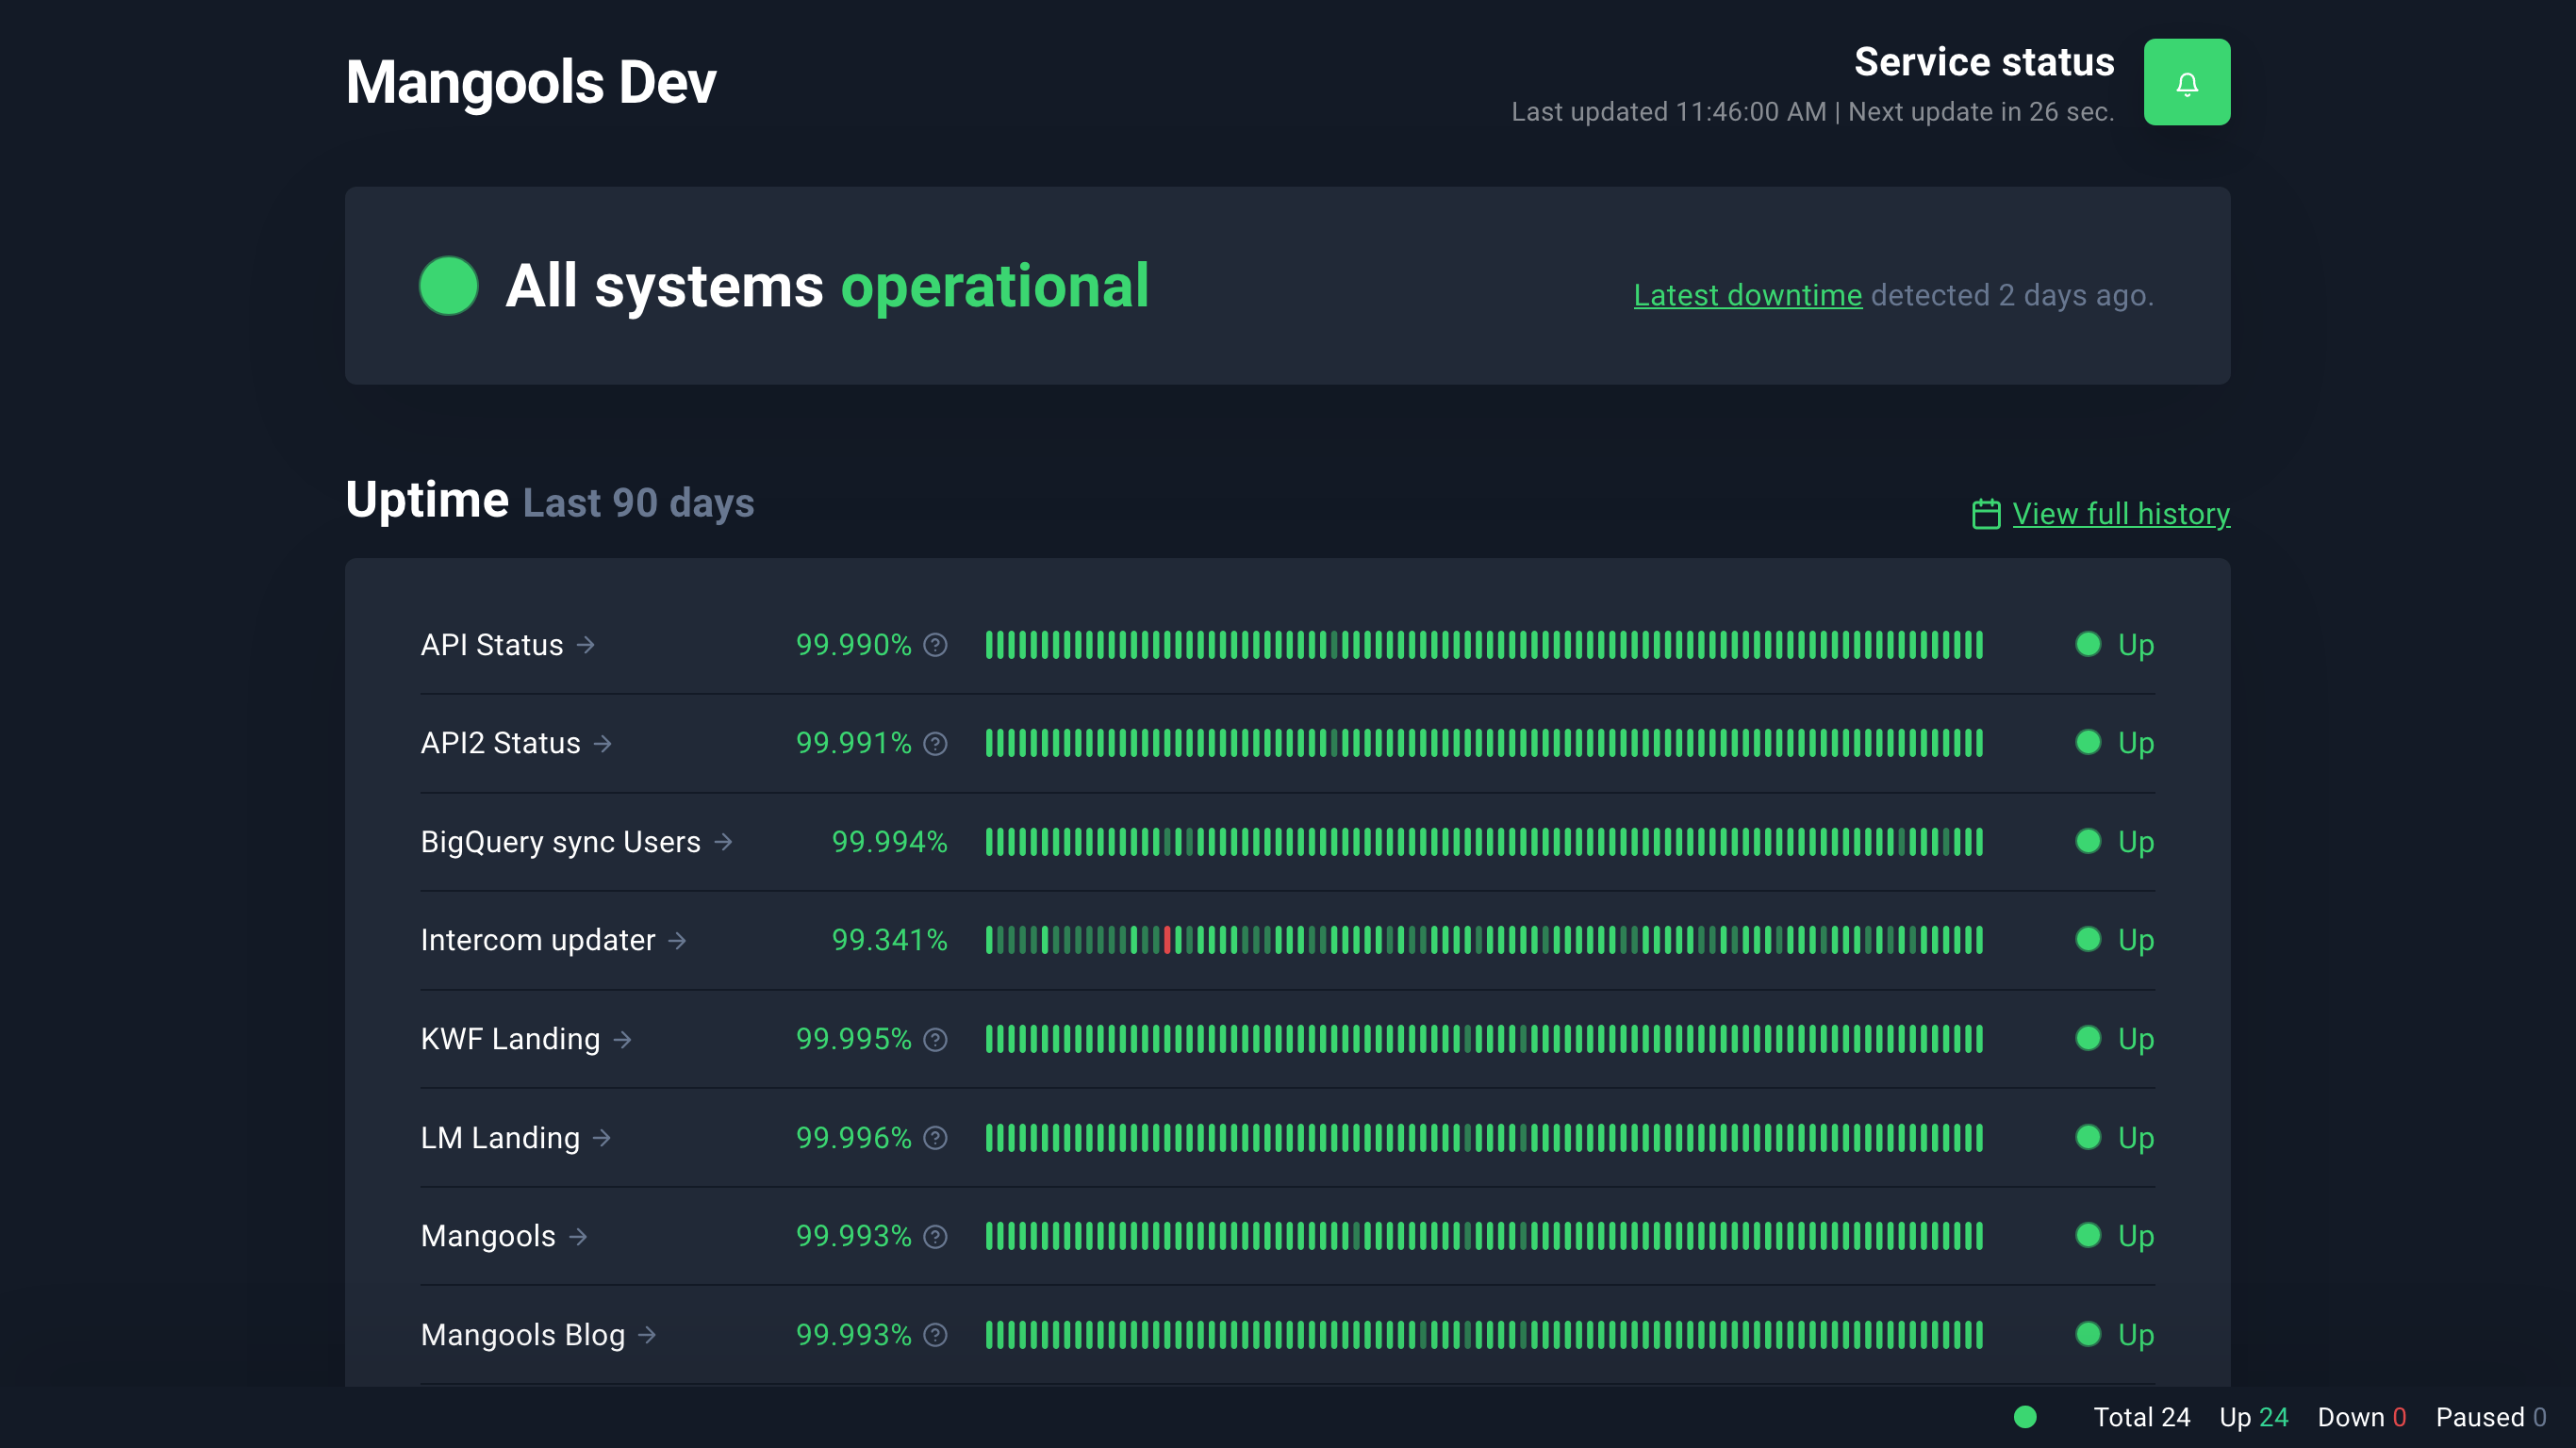 Mangools Dev
Service status
Last updated 11:46:00 AM | Next update in 26 sec.
All systems operational
Latest downtime detected 2 days ago.
Uptime Last 90 days
View full history
API Status → 99.990% Up
API2 Status → 99.991% Up
BigQuery sync Users → 99.994% Up
Intercom updater → 99.341% Up
KWF Landing → 99.995% Up
LM Landing → 99.996% Up
Mangools → 99.993% Up
Mangools Blog → 99.993% Up
Total 24 Up 24 Down 0 Paused 0